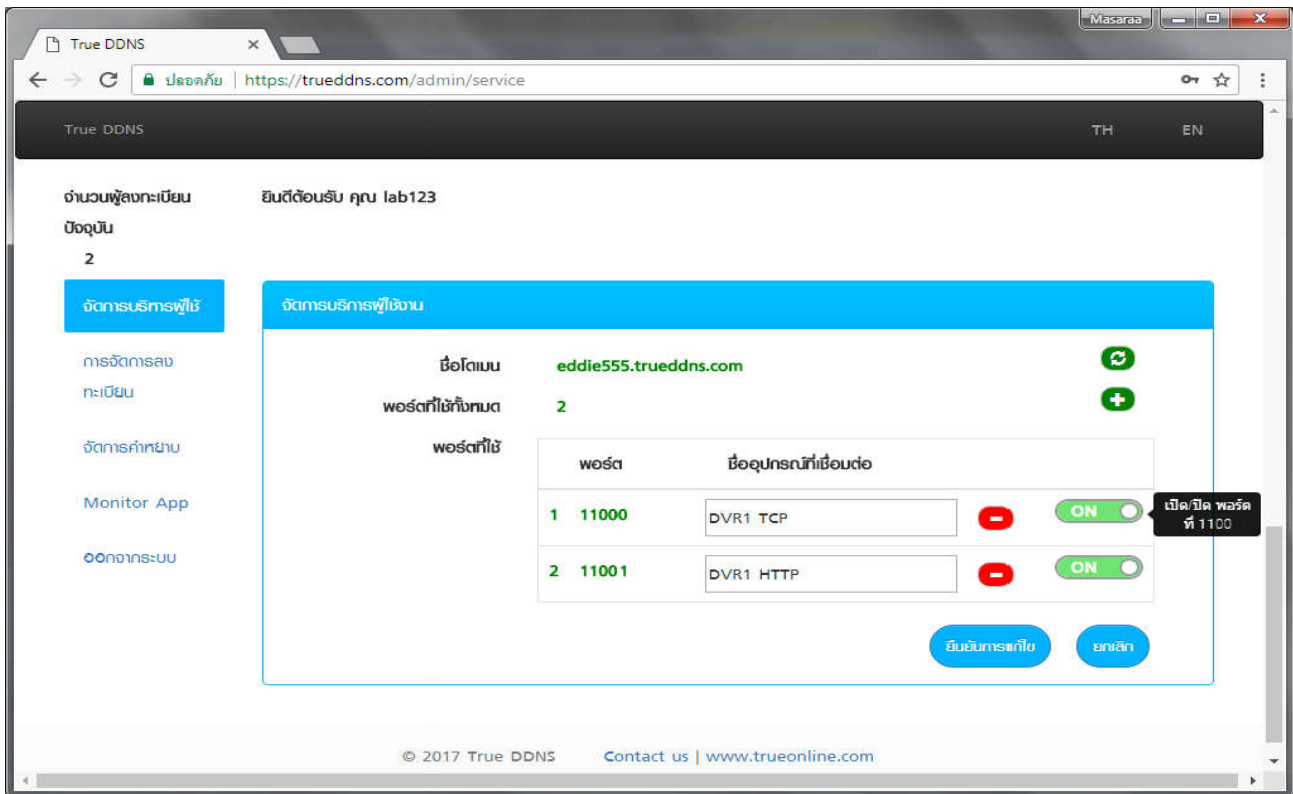 Masaraa
True DDNS
ปลอดภัย | https://trueddns.com/admin/service
True DDNS
TH
EN
จำนวนผู้ลงทะเบียน
ปัจจุบัน
2
ยินดีต้อนรับ คุณ lab123
จัดการบริการผู้ใช้
การจัดการลง
ทะเบียน
จัดการคำหยาบ
Monitor App
ออกจากระบบ
จัดการบริการผู้ใช้งาน
ชื่อโดเมน eddie555.trueddns.com
พอร์ตที่ใช้ทั้งหมด 2
พอร์ตที่ใช้
พอร์ต ชื่ออุปกรณ์ที่เชื่อมต่อ
1 11000 DVR1 TCP ON
เปิด/ปิด พอร์ต
ที่ 1100
2 11001 DVR1 HTTP ON
ยืนยันการแก้ไข
ยกเลิก
© 2017 True DDNS Contact us | www.trueonline.com